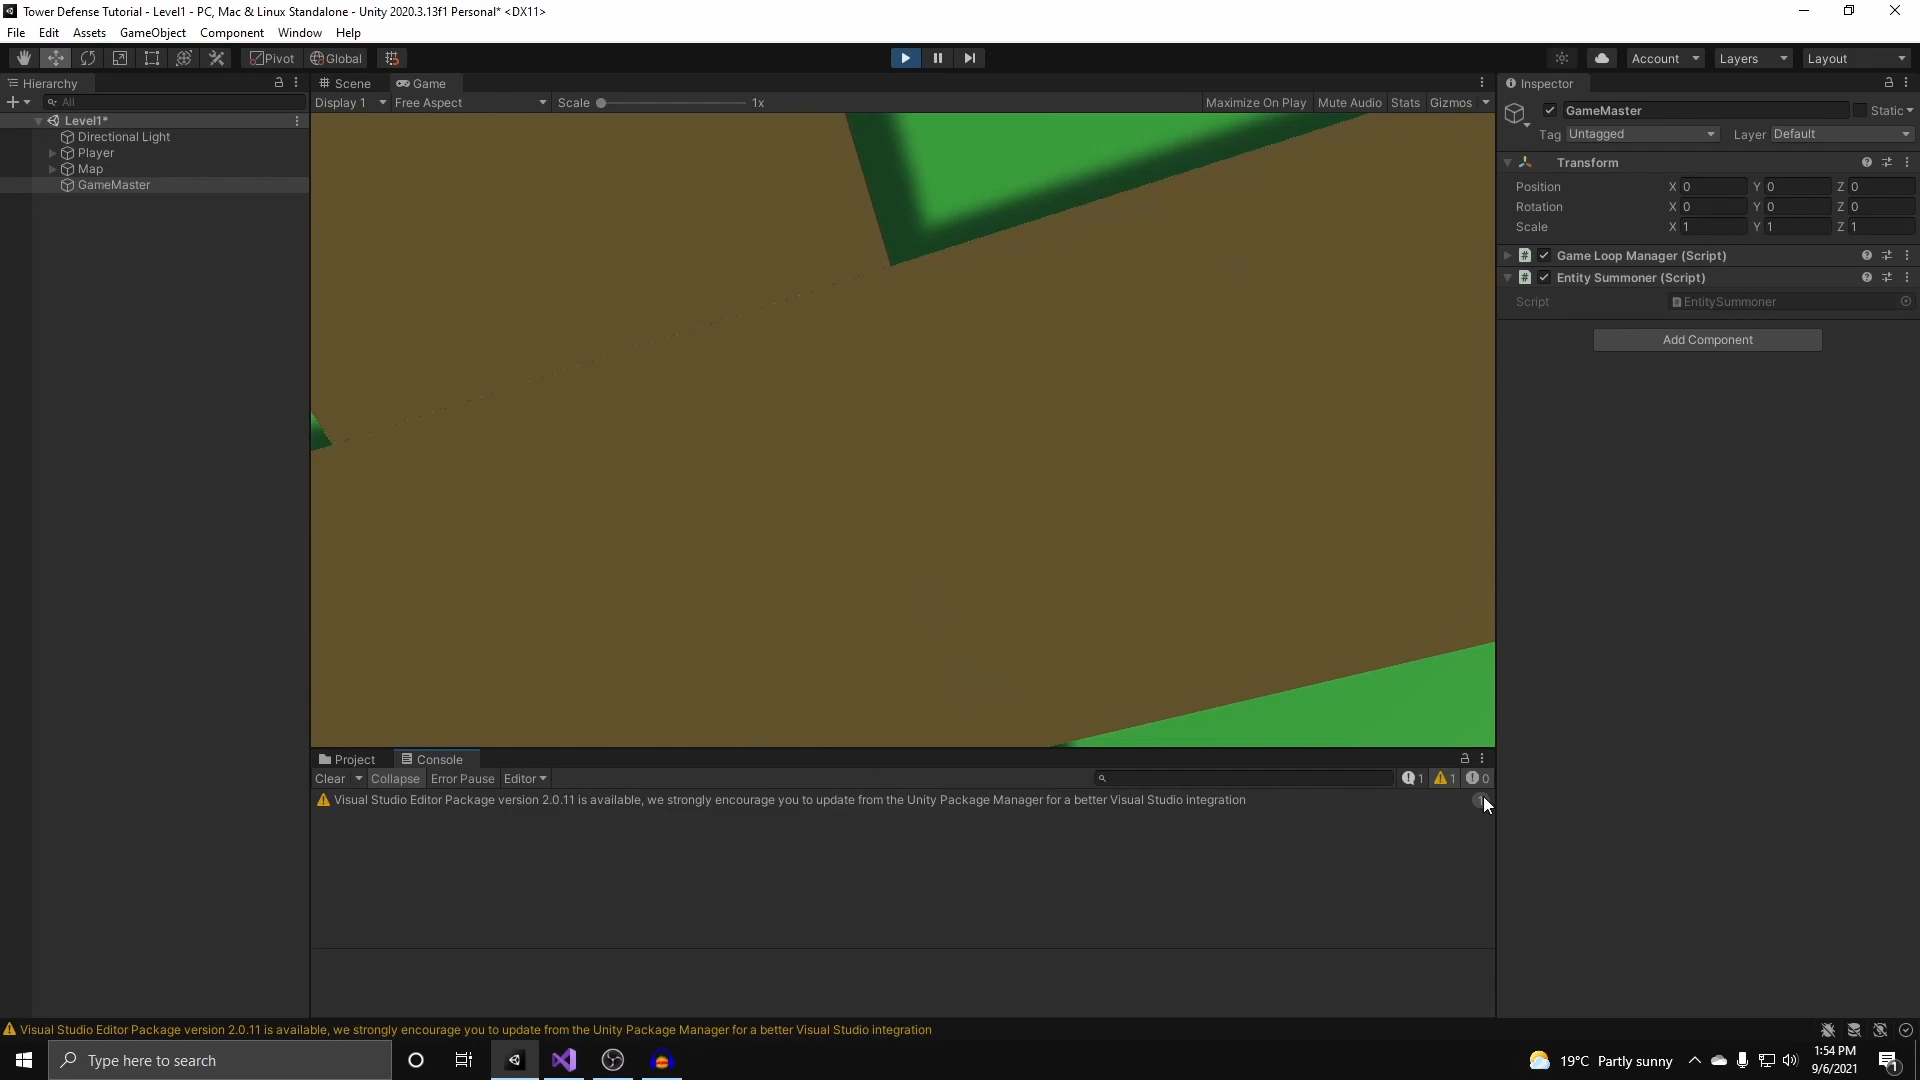 Tower Defense Tutorial - Level1 - PC, Mac & Linux Standalone - Unity 2020.3.13f1 Personal* <DX11>
File Edit Assets GameObject Component Window Help
Pivot Global Account Layers Layout
Hierarchy Scene Game Inspector
All Display 1 Free Aspect Scale 1x Maximize On Play Mute Audio Stats Gizmos
Level1*
Directional Light
Player
Map
GameMaster
GameMaster Static
Tag Untagged Layer Default
Transform
Position X 0 Y 0 Z 0
Rotation X 0 Y 0 Z 0
Scale X 1 Y 1 Z 1
# Game Loop Manager (Script)
# Entity Summoner (Script)
Script EntitySummoner
Add Component
Project Console
Clear Collapse Error Pause Editor 1 1 0
Visual Studio Editor Package version 2.0.11 is available, we strongly encourage you to update from the Unity Package Manager for a better Visual Studio integration 1
Visual Studio Editor Package version 2.0.11 is available, we strongly encourage you to update from the Unity Package Manager for a better Visual Studio integration
Type here to search 19°C Partly sunny 1:54 PM 1
9/6/2021